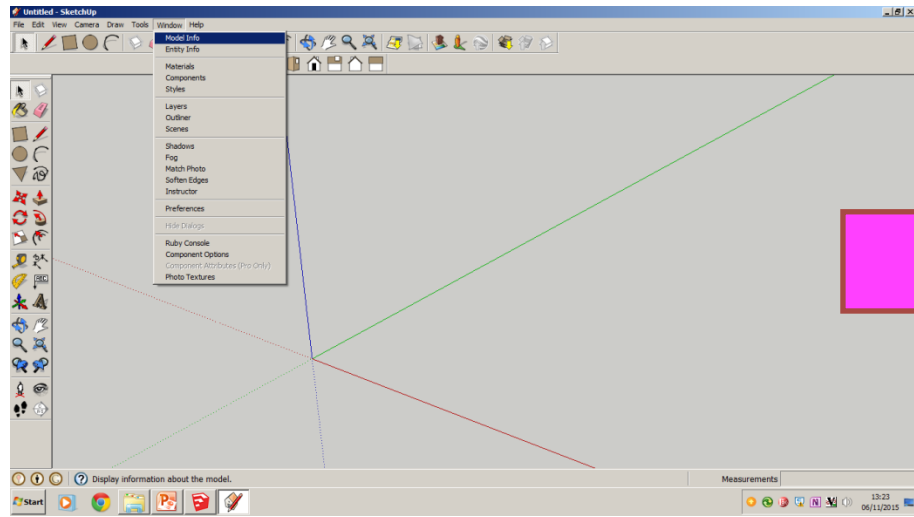 Untitled - SketchUp
File Edit View Camera Draw Tools Window Help
Model Info
Entity Info
Materials
Components
Styles
Layers
Outliner
Scenes
Shadows
Fog
Match Photo
Soften Edges
Instructor
Preferences
Hide Dialogs
Ruby Console
Component Options
Component Attributes (Pro Only)
Photo Textures
Display information about the model.
Measurements
Start
13:23
06/11/2015